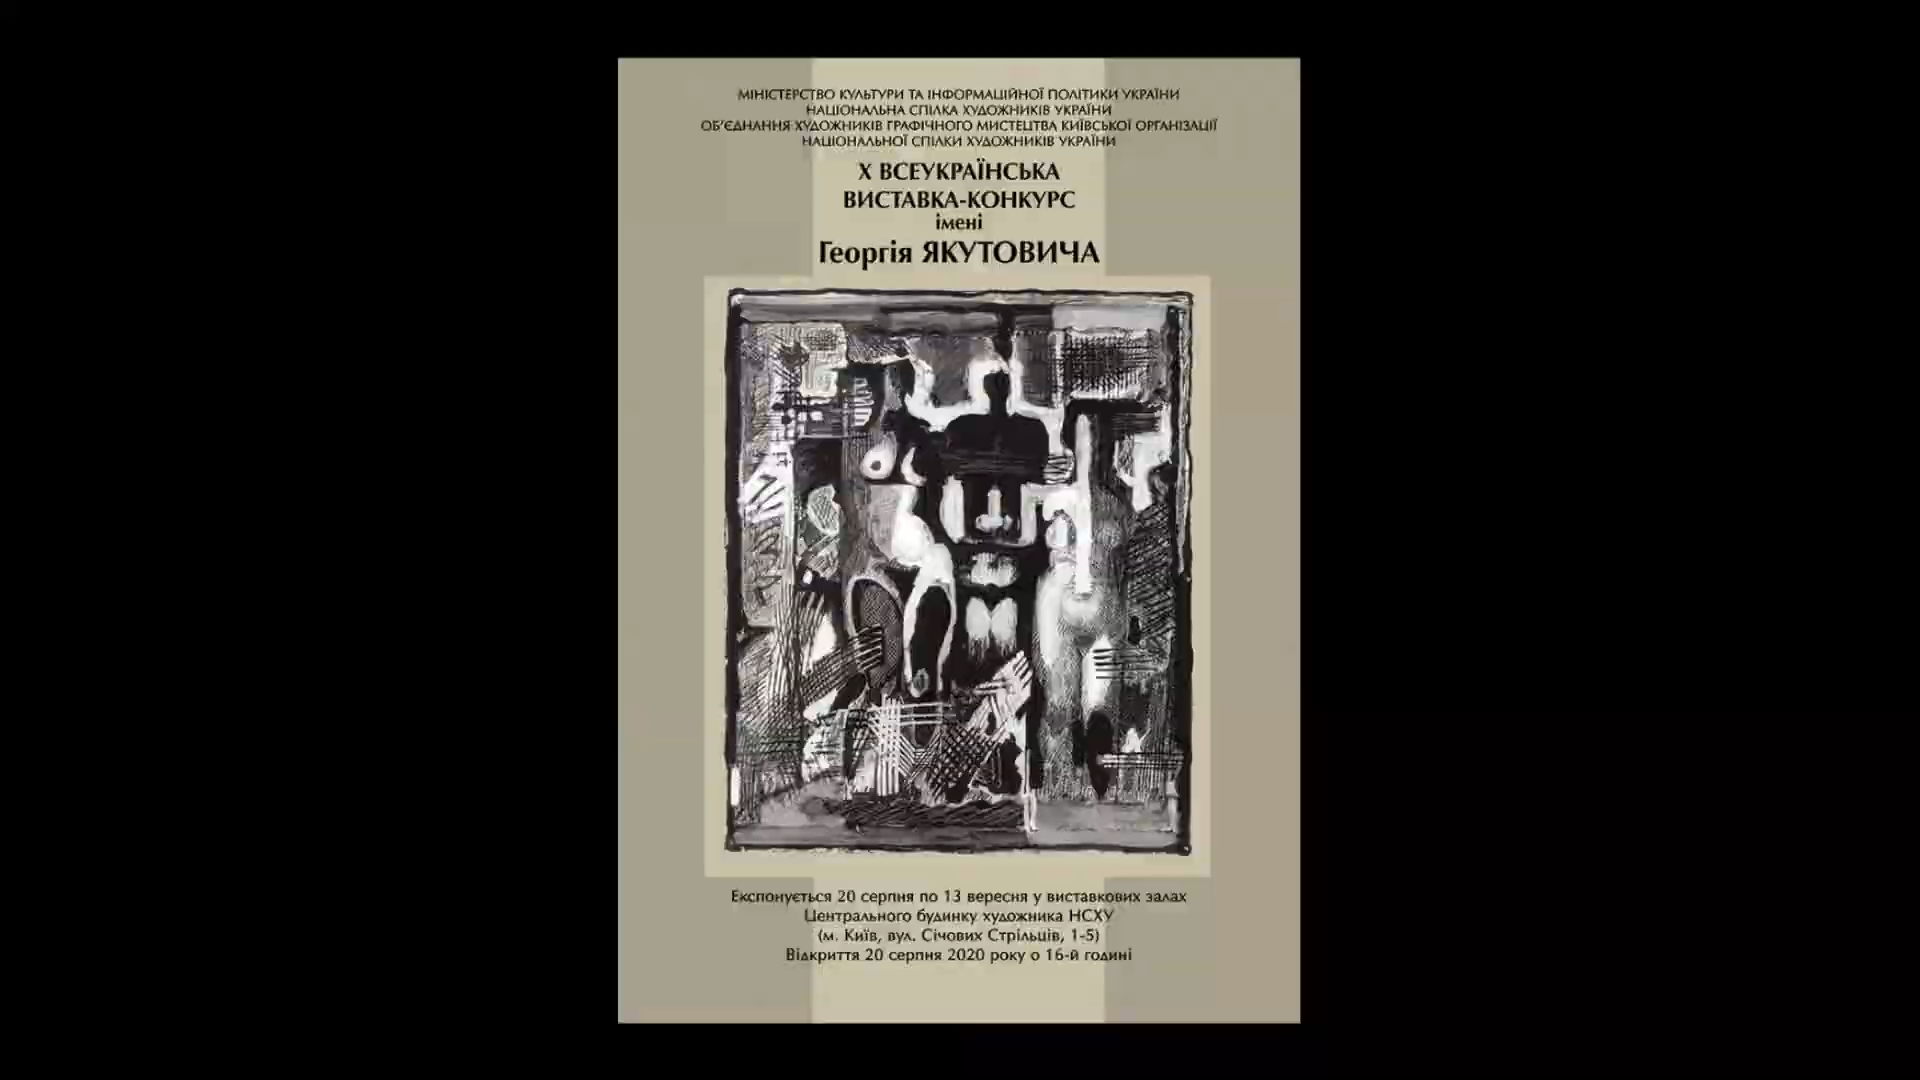 МІНІСТЕРСТВО КУЛЬТУРИ ТА ІНФОРМАЦІЙНОЇ ПОЛІТИКИ УКРАЇНИ
НАЦІОНАЛЬНА СПІЛКА ХУДОЖНИКІВ УКРАЇНИ
ОБ'ЄДНАННЯ ХУДОЖНИКІВ ГРАФІЧНОГО МИСТЕЦТВА КИЇВСЬКОЇ ОРГАНІЗАЦІЇ
НАЦІОНАЛЬНОЇ СПІЛКИ ХУДОЖНИКІВ УКРАЇНИ
X ВСЕУКРАЇНСЬКА
ВИСТАВКА-КОНКУРС
імені
Георгія ЯКУТОВИЧА
Експонується 20 серпня по 13 вересня у виставкових залах
Центрального будинку художника НСХУ
(м. Київ, вул. Січових Стрільців, 1-5)
Відкриття 20 серпня 2020 року о 16-й годині